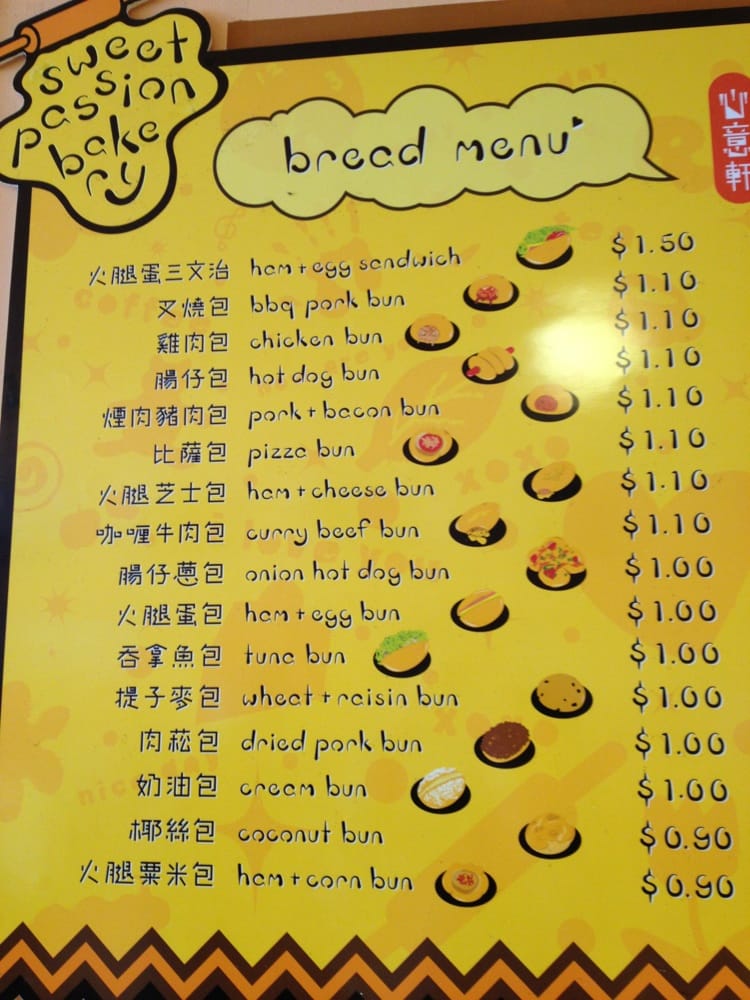 sweet
passion
bake
ry
bread menu
心意軒
火腿蛋三文治 ham + egg sandwich $1.50
叉燒包 bbq pork bun $1.10
雞肉包 chicken bun $1.10
腸仔包 hot dog bun $1.10
煙肉豬肉包 pork + bacon bun $1.10
比薩包 pizza bun $1.10
火腿芝士包 ham + cheese bun $1.10
咖喱牛肉包 curry beef bun $1.10
腸仔蔥包 onion hot dog bun $1.00
火腿蛋包 ham + egg bun $1.00
吞拿魚包 tuna bun $1.00
提子麥包 wheat + raisin bun $1.00
肉菘包 dried pork bun $1.00
奶油包 cream bun $1.00
椰絲包 coconut bun $0.90
火腿粟米包 ham + corn bun $0.90